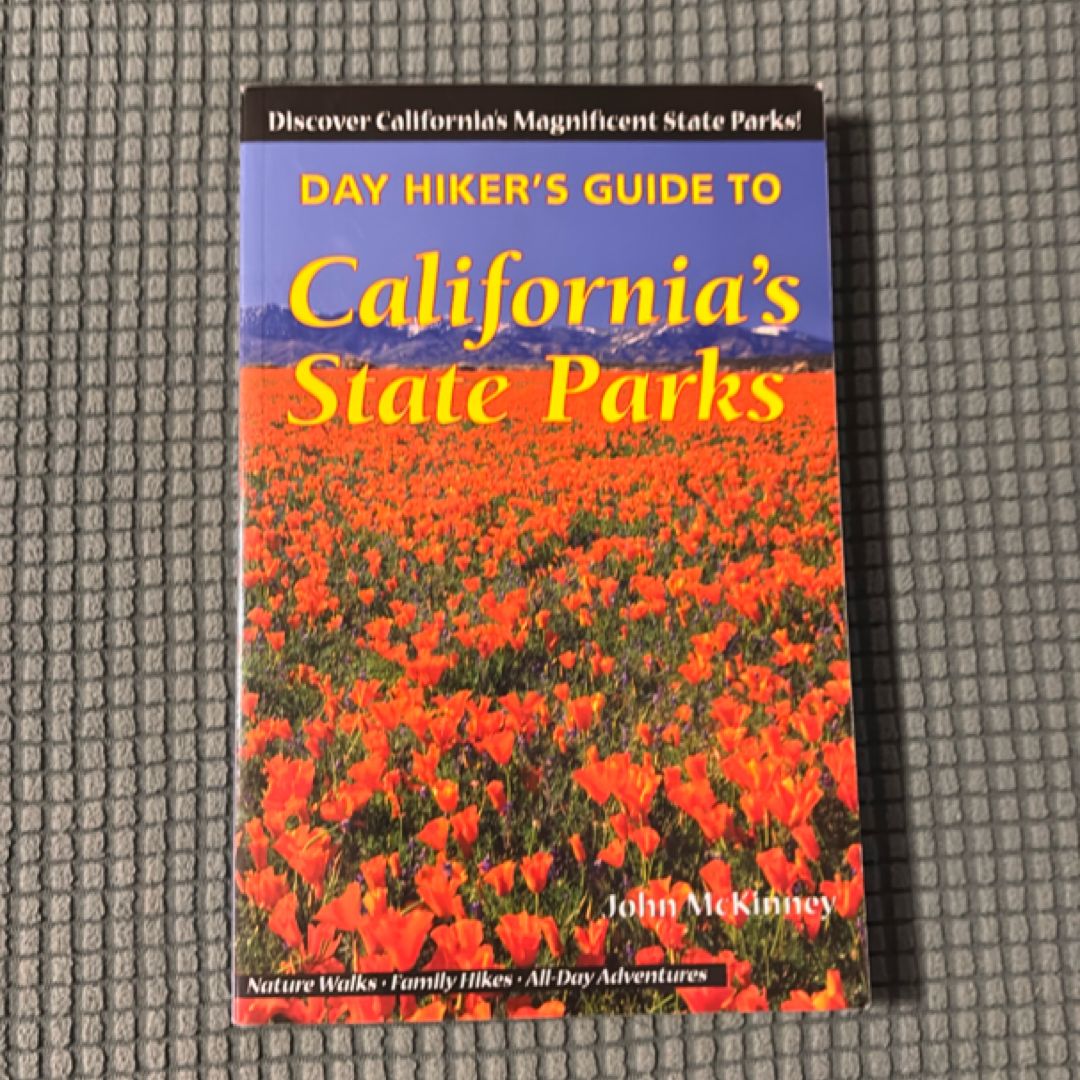 Discover California's Magnificent State Parks!
DAY HIKER'S GUIDE TO
California's
State Parks
John McKinney
Nature Walks · Family Hikes · All-Day Adventures